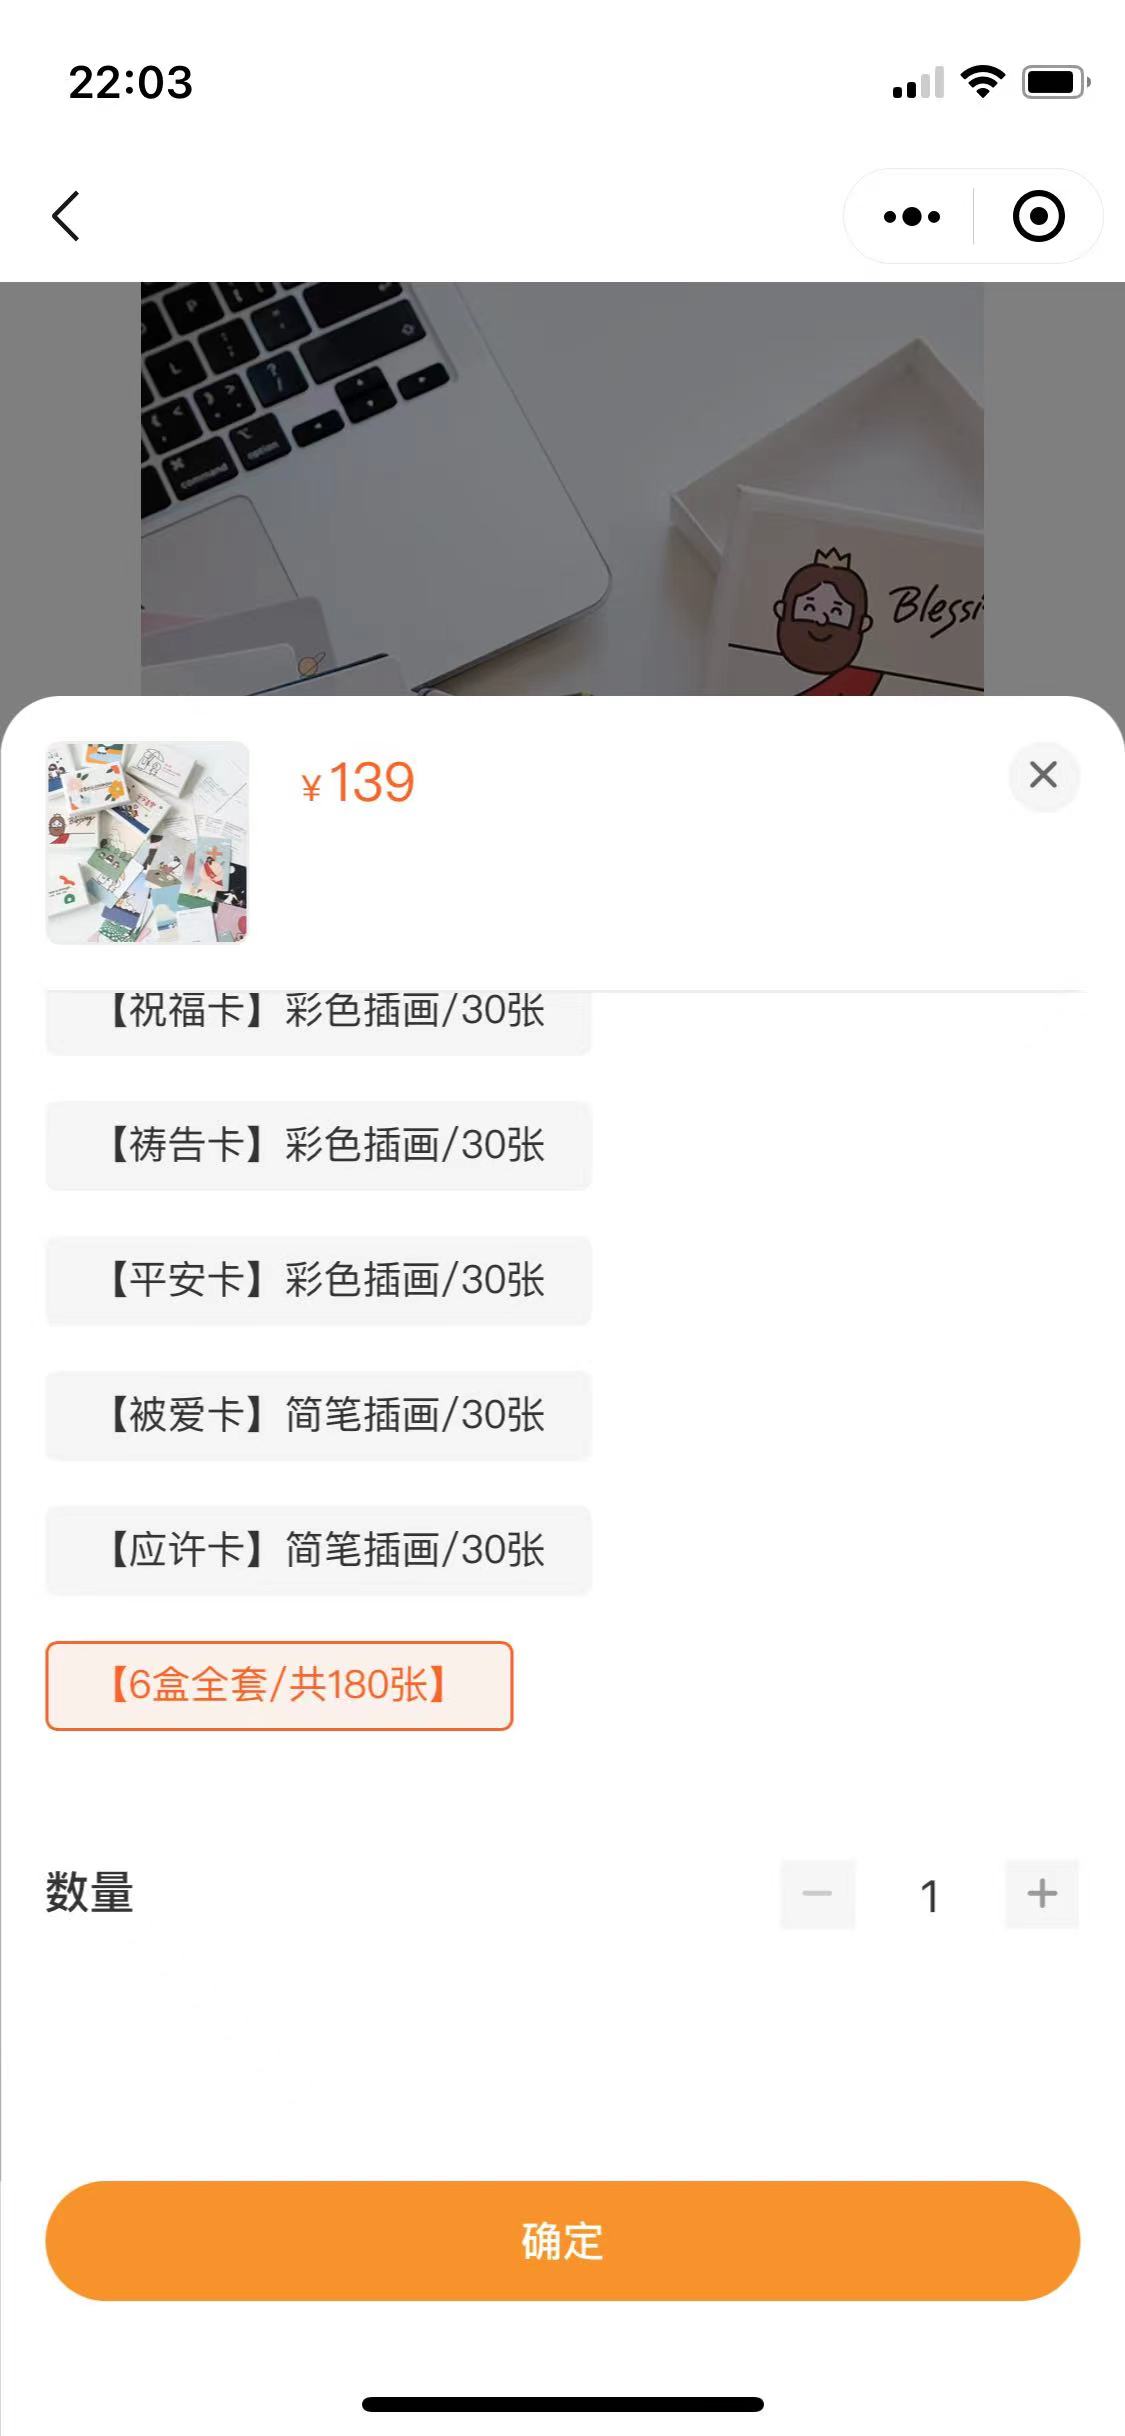 22:03
P
L
command
option
Blessi
¥139
【祝福卡】彩色插画/30张
【祷告卡】彩色插画/30张
【平安卡】彩色插画/30张
【被爱卡】简笔插画/30张
【应许卡】简笔插画/30张
【6盒全套/共180张】
数量
1
确定